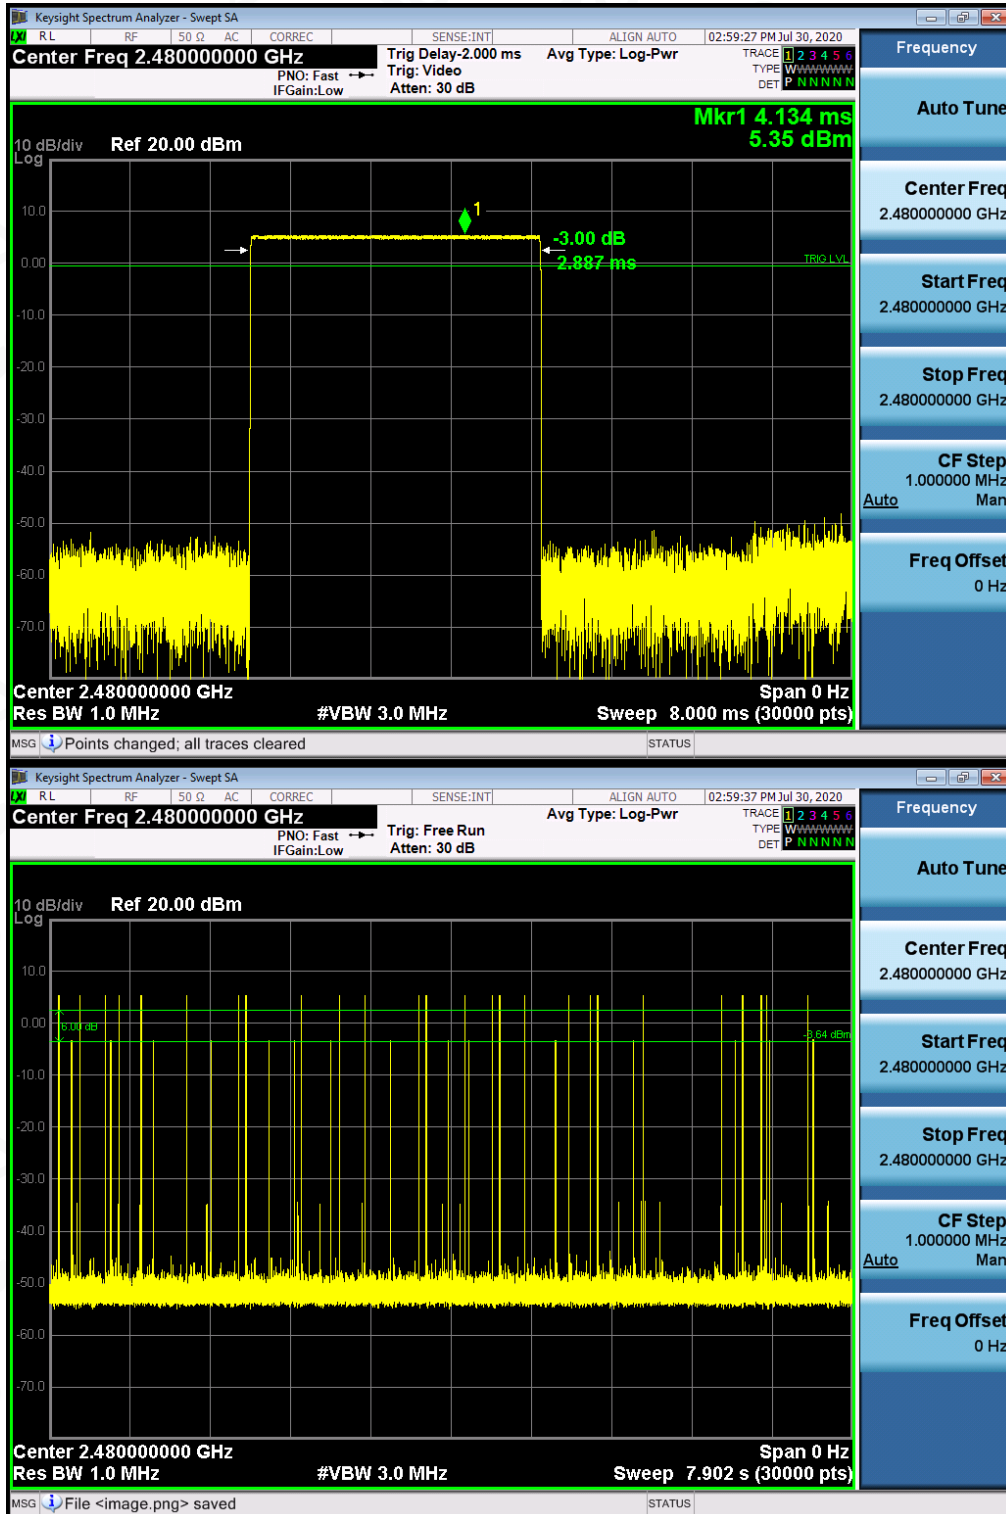 Keysight Spectrum Analyzer - Swept SA
LXI RL RF 50 Ω AC CORREC SENSE:INT ALIGN AUTO 02:59:27 PM Jul 30, 2020
Center Freq 2.480000000 GHz
PNO: Fast
IFGain:Low
Trig Delay-2.000 ms
Trig: Video
Atten: 30 dB
Avg Type: Log-Pwr
TRACE 1 2 3 4 5 6
TYPE WWWWWW
DET P N N N N N
Mkr1 4.134 ms
5.35 dBm
10 dB/div Ref 20.00 dBm
Log
10.0
0.00
-10.0
-20.0
-30.0
-40.0
-50.0
-60.0
-70.0
1
-3.00 dB
2.887 ms
TRIG LVL
Center 2.480000000 GHz Span 0 Hz
Res BW 1.0 MHz #VBW 3.0 MHz Sweep 8.000 ms (30000 pts)
MSG Points changed; all traces cleared STATUS
Frequency
Auto Tune
Center Freq
2.480000000 GHz
Start Freq
2.480000000 GHz
Stop Freq
2.480000000 GHz
CF Step
1.000000 MHz
Auto Man
Freq Offset
0 Hz
Keysight Spectrum Analyzer - Swept SA
LXI RL RF 50 Ω AC CORREC SENSE:INT ALIGN AUTO 02:59:37 PM Jul 30, 2020
Center Freq 2.480000000 GHz
PNO: Fast
IFGain:Low
Trig: Free Run
Atten: 30 dB
Avg Type: Log-Pwr
TRACE 1 2 3 4 5 6
TYPE WWWWWW
DET P N N N N N
10 dB/div Ref 20.00 dBm
Log
10.0
0.00
-10.0
-20.0
-30.0
-40.0
-50.0
-60.0
-70.0
6.00 dB
-3.64 dBm
Center 2.480000000 GHz Span 0 Hz
Res BW 1.0 MHz #VBW 3.0 MHz Sweep 7.902 s (30000 pts)
MSG File <image.png> saved STATUS
Frequency
Auto Tune
Center Freq
2.480000000 GHz
Start Freq
2.480000000 GHz
Stop Freq
2.480000000 GHz
CF Step
1.000000 MHz
Auto Man
Freq Offset
0 Hz